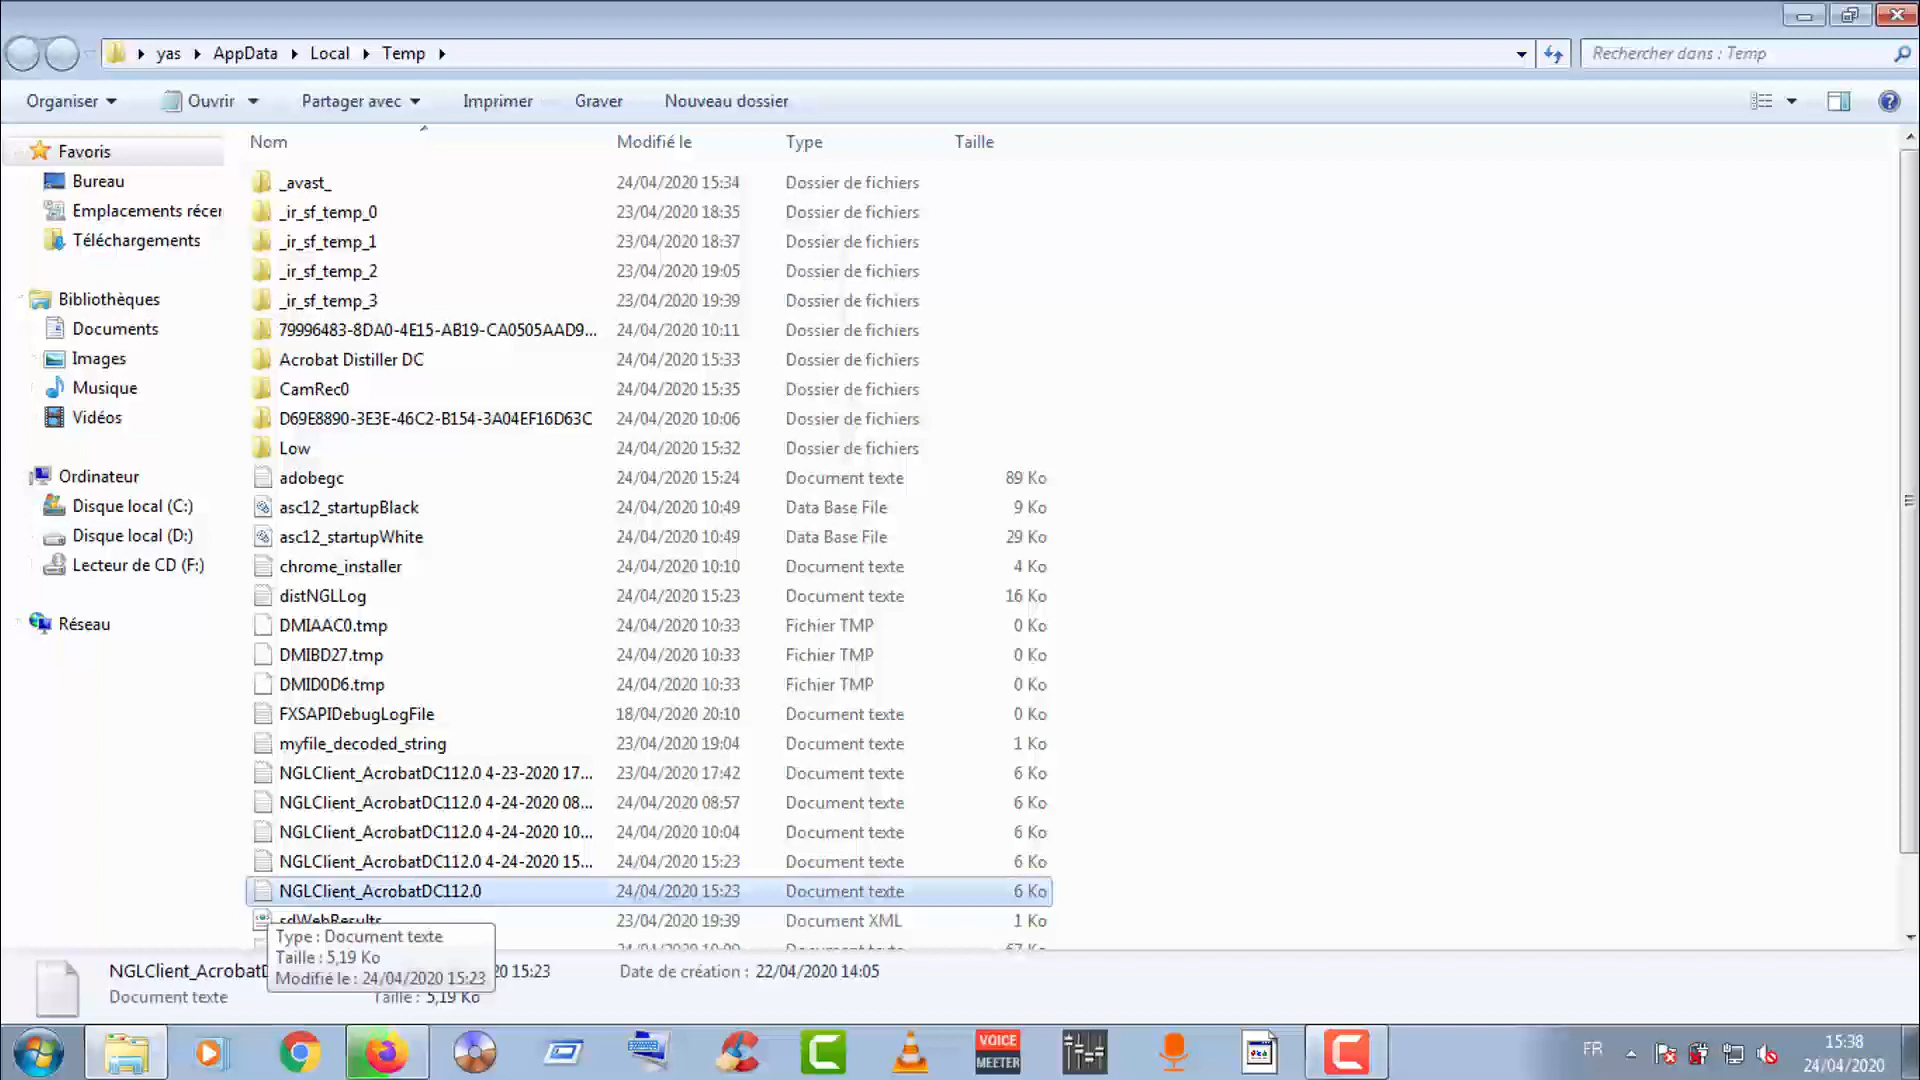 yas AppData Local Temp
Rechercher dans : Temp
Organiser Ouvrir Partager avec Imprimer Graver Nouveau dossier
Nom Modifié le Type Taille
Favoris
Bureau
Emplacements récer
Téléchargements
Bibliothèques
Documents
Images
Musique
Vidéos
Ordinateur
Disque local (C:)
Disque local (D:)
Lecteur de CD (F:)
Réseau
_avast_ 24/04/2020 15:34 Dossier de fichiers
_ir_sf_temp_0 23/04/2020 18:35 Dossier de fichiers
_ir_sf_temp_1 23/04/2020 18:37 Dossier de fichiers
_ir_sf_temp_2 23/04/2020 19:05 Dossier de fichiers
_ir_sf_temp_3 23/04/2020 19:39 Dossier de fichiers
79996483-8DA0-4E15-AB19-CA0505AAD9... 24/04/2020 10:11 Dossier de fichiers
Acrobat Distiller DC 24/04/2020 15:33 Dossier de fichiers
CamRec0 24/04/2020 15:35 Dossier de fichiers
D69E8890-3E3E-46C2-B154-3A04EF16D63C 24/04/2020 10:06 Dossier de fichiers
Low 24/04/2020 15:32 Dossier de fichiers
adobegc 24/04/2020 15:24 Document texte 89 Ko
asc12_startupBlack 24/04/2020 10:49 Data Base File 9 Ko
asc12_startupWhite 24/04/2020 10:49 Data Base File 29 Ko
chrome_installer 24/04/2020 10:10 Document texte 4 Ko
distNGLLog 24/04/2020 15:23 Document texte 16 Ko
DMIAAC0.tmp 24/04/2020 10:33 Fichier TMP 0 Ko
DMIBD27.tmp 24/04/2020 10:33 Fichier TMP 0 Ko
DMID0D6.tmp 24/04/2020 10:33 Fichier TMP 0 Ko
FXSAPIDebugLogFile 18/04/2020 20:10 Document texte 0 Ko
myfile_decoded_string 23/04/2020 19:04 Document texte 1 Ko
NGLClient_AcrobatDC112.0 4-23-2020 17... 23/04/2020 17:42 Document texte 6 Ko
NGLClient_AcrobatDC112.0 4-24-2020 08... 24/04/2020 08:57 Document texte 6 Ko
NGLClient_AcrobatDC112.0 4-24-2020 10... 24/04/2020 10:04 Document texte 6 Ko
NGLClient_AcrobatDC112.0 4-24-2020 15... 24/04/2020 15:23 Document texte 6 Ko
NGLClient_AcrobatDC112.0 24/04/2020 15:23 Document texte 6 Ko
sdWebResults 23/04/2020 19:39 Document XML 1 Ko
Type : Document texte
Taille : 5,19 Ko
Modifié le : 24/04/2020 15:23
NGLClient_Acrobat 20 15:23 Date de création : 22/04/2020 14:05
Document texte Taille : 5,19 Ko
VOICE
MEETER
FR
15:38
24/04/2020